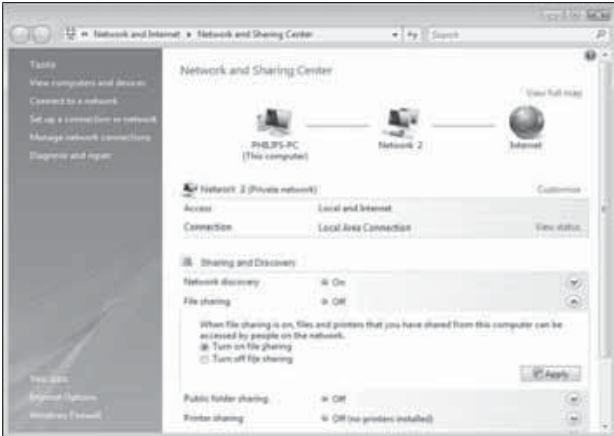 Network and Internet ▸ Network and Sharing Center
Search
Tasks
View computers and devices
Connect to a network
Set up a connection or network
Manage network connections
Diagnose and repair
See also
Internet Options
Windows Firewall
Network and Sharing Center
View full map
PHILIPS-PC
(This computer)
Network 2
Internet
Network 2 (Private network)
Customize
Access
Local and Internet
Connection
Local Area Connection
View status
Sharing and Discovery
Network discovery
On
File sharing
Off
When file sharing is on, files and printers that you have shared from this computer can be
accessed by people on the network.
Turn on file sharing
Turn off file sharing
Apply
Public folder sharing
Off
Printer sharing
Off (no printers installed)